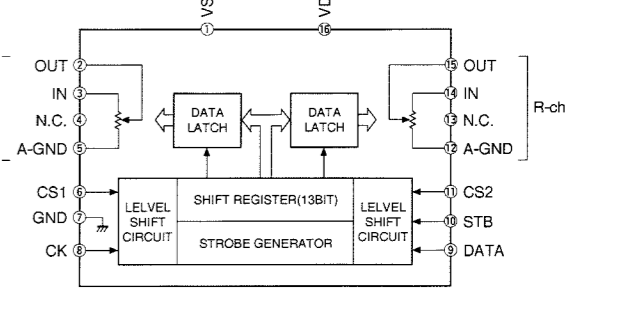 VS
VD
1
16
OUT 2
15 OUT
IN 3
14 IN
R-ch
N.C. 4
13 N.C.
DATA LATCH
DATA LATCH
A-GND 5
12 A-GND
CS1 6
11 CS2
LELVEL SHIFT CIRCUIT
SHIFT REGISTER(13BIT)
LELVEL SHIFT CIRCUIT
GND 7
10 STB
STROBE GENERATOR
CK 8
9 DATA